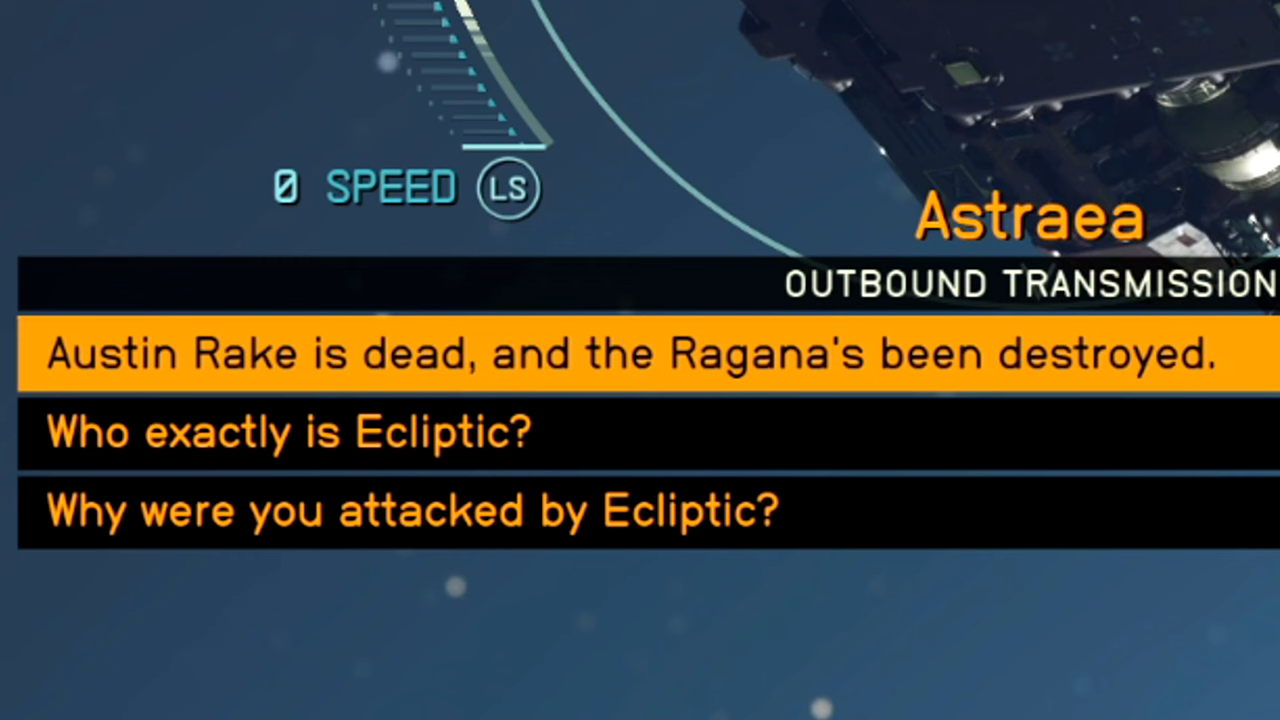 0 SPEED LS
Astraea
OUTBOUND TRANSMISSION
Austin Rake is dead, and the Ragana's been destroyed.
Who exactly is Ecliptic?
Why were you attacked by Ecliptic?